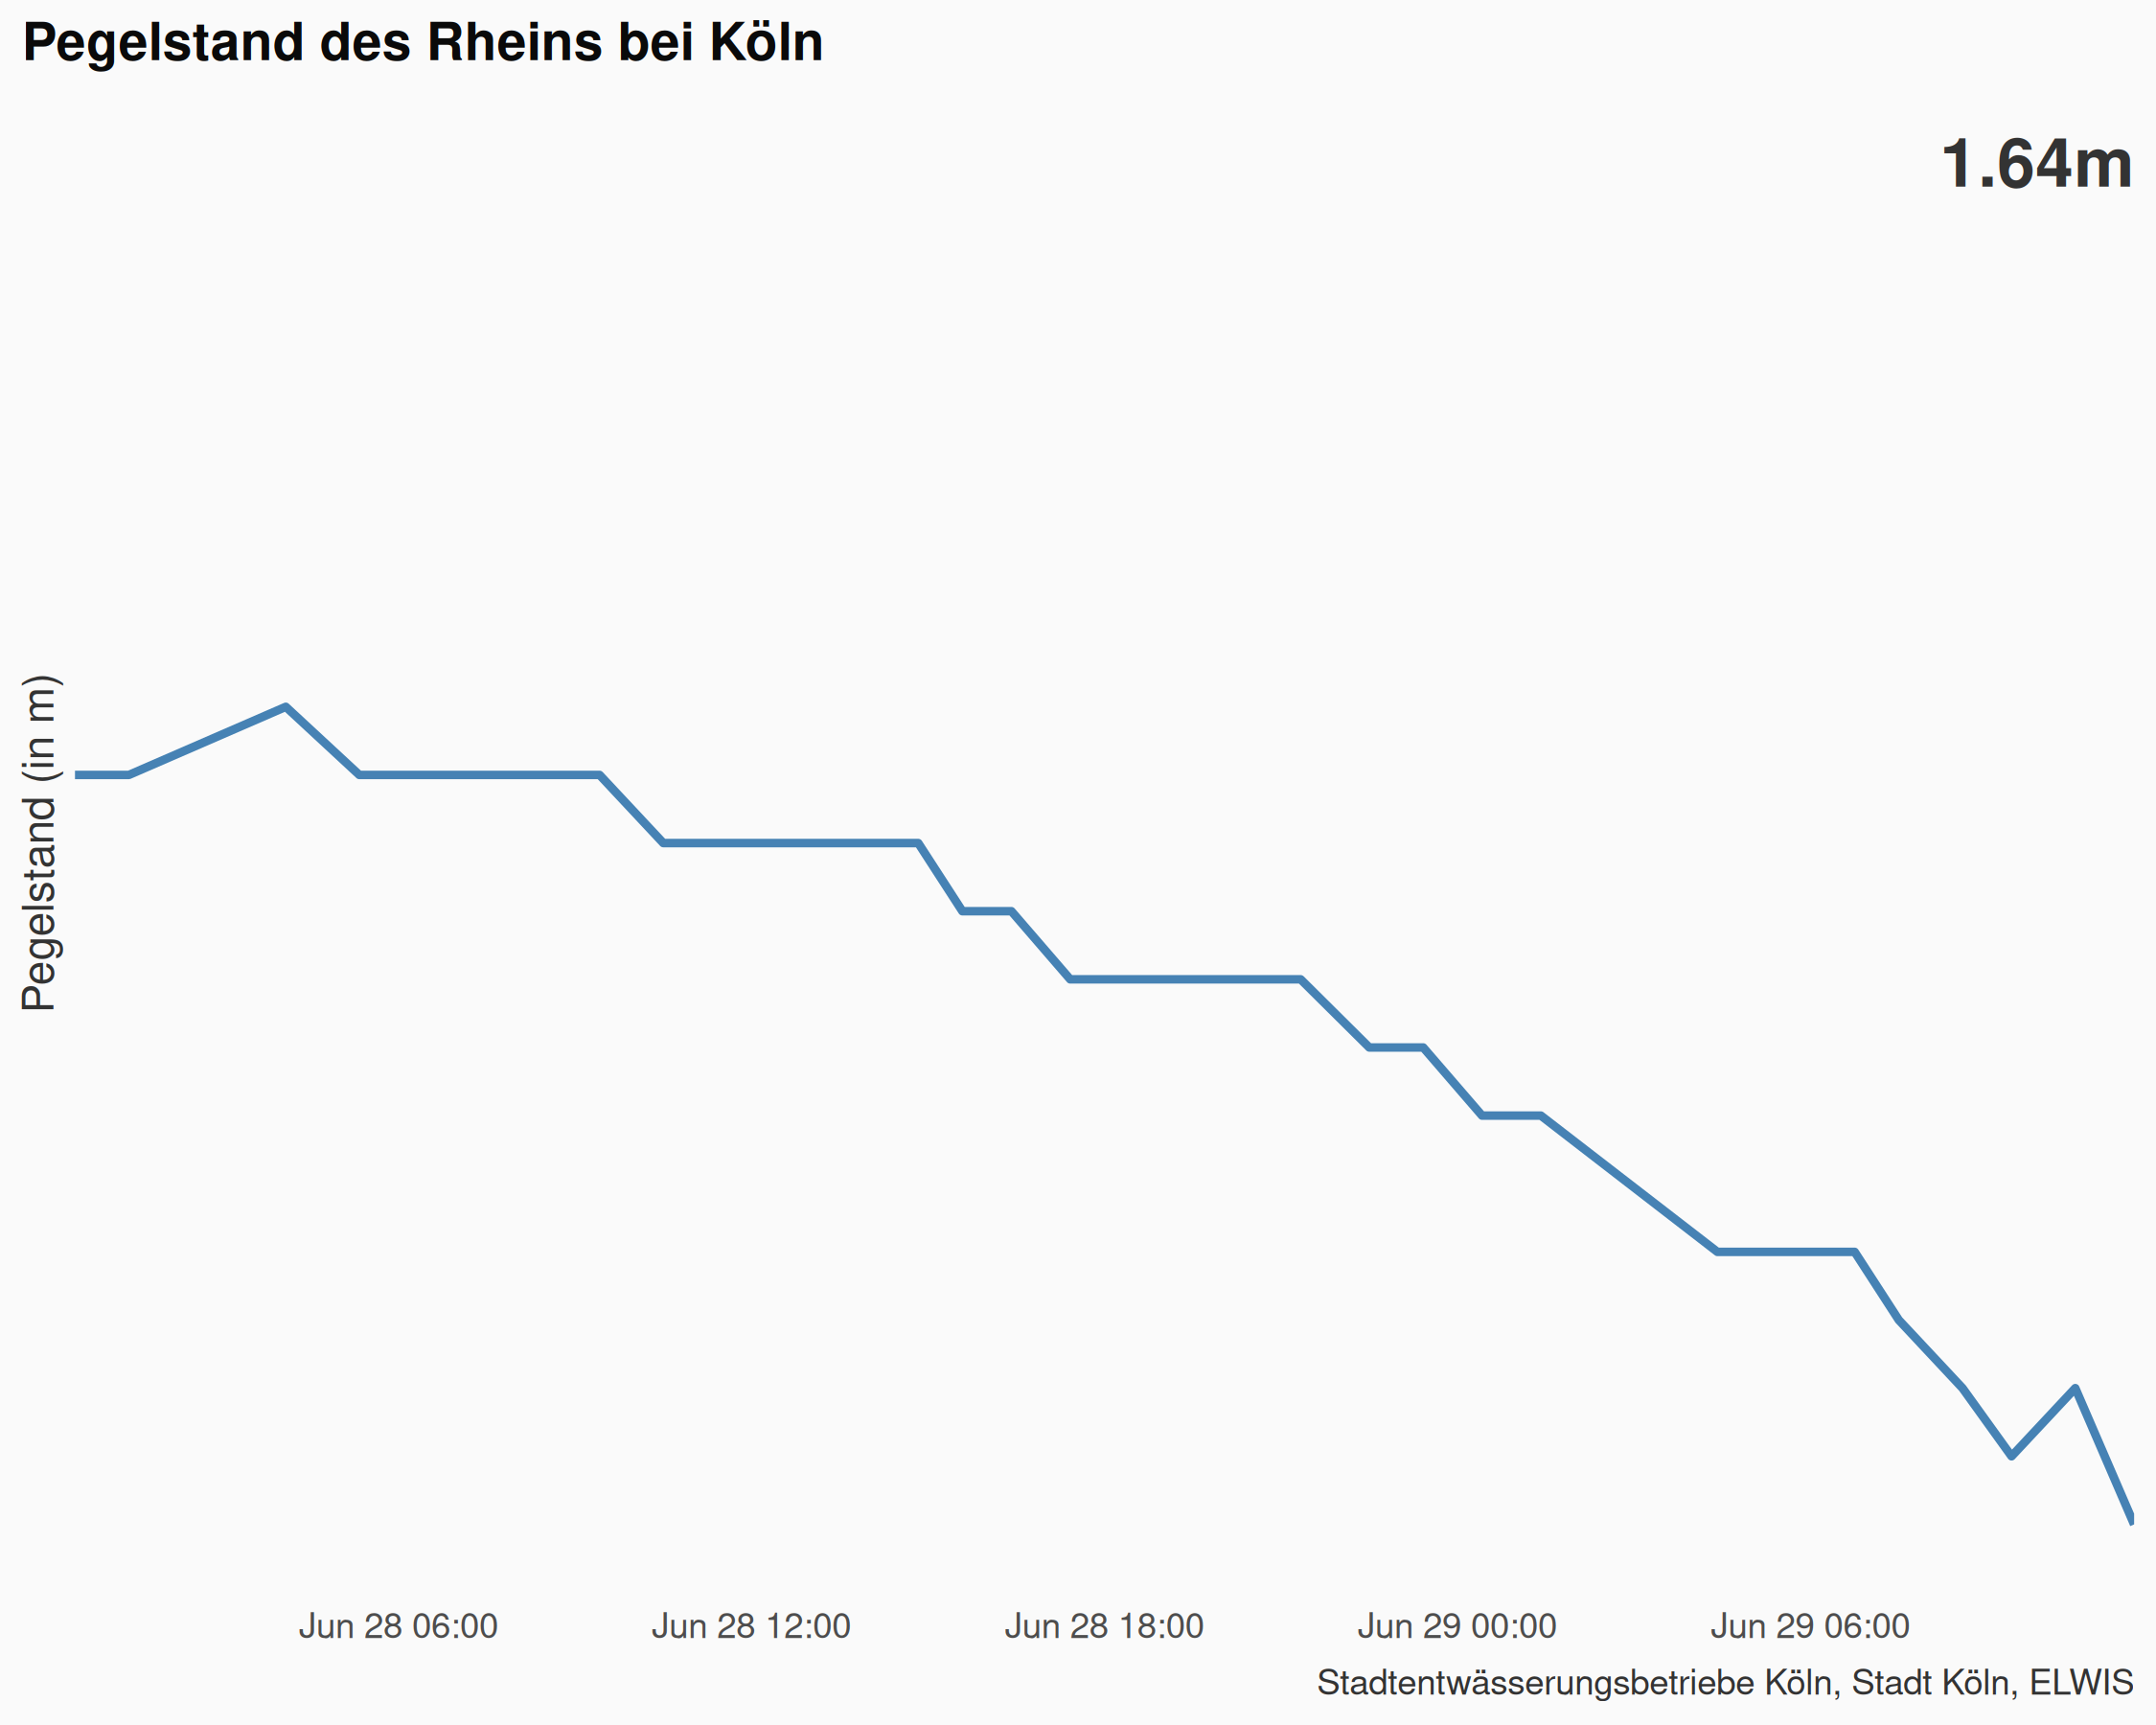 Pegelstand des Rheins bei Köln
1.64m
Pegelstand (in m)
Jun 28 06:00
Jun 28 12:00
Jun 28 18:00
Jun 29 00:00
Jun 29 06:00
Stadtentwässerungsbetriebe Köln, Stadt Köln, ELWIS